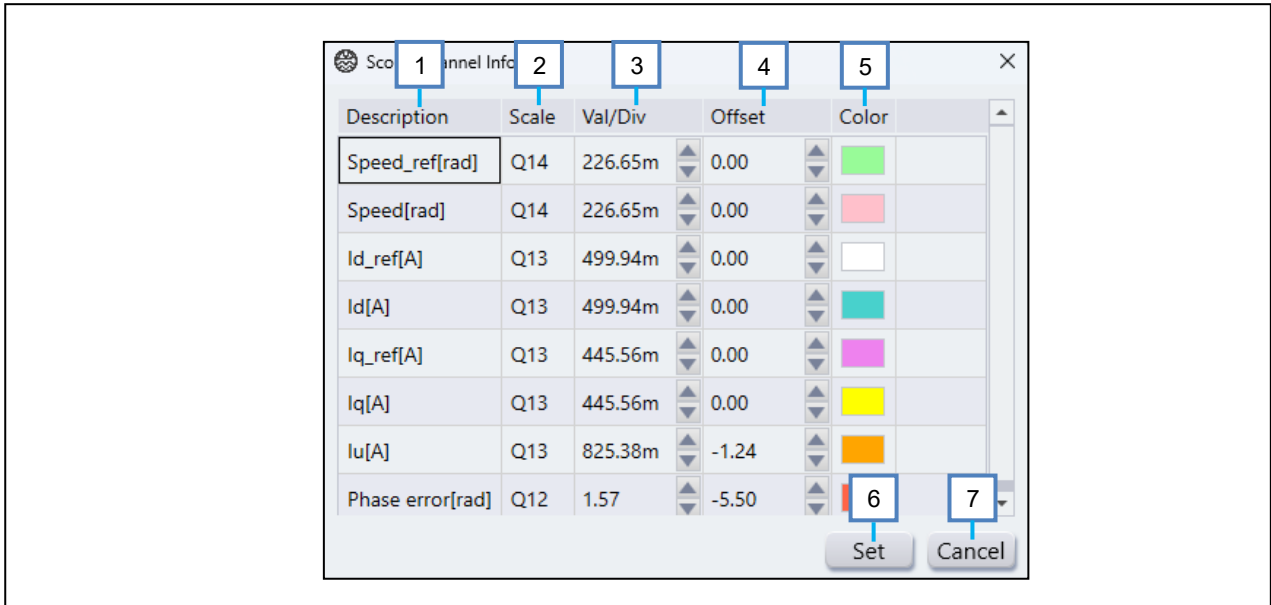 1 2 3 4 5
Description Scale Val/Div Offset Color
Speed_ref[rad] Q14 226.65m 0.00
Speed[rad] Q14 226.65m 0.00
Id_ref[A] Q13 499.94m 0.00
Id[A] Q13 499.94m 0.00
Iq_ref[A] Q13 445.56m 0.00
Iq[A] Q13 445.56m 0.00
Iu[A] Q13 825.38m -1.24
Phase error[rad] Q12 1.57 -5.50
6 7
Set Cancel